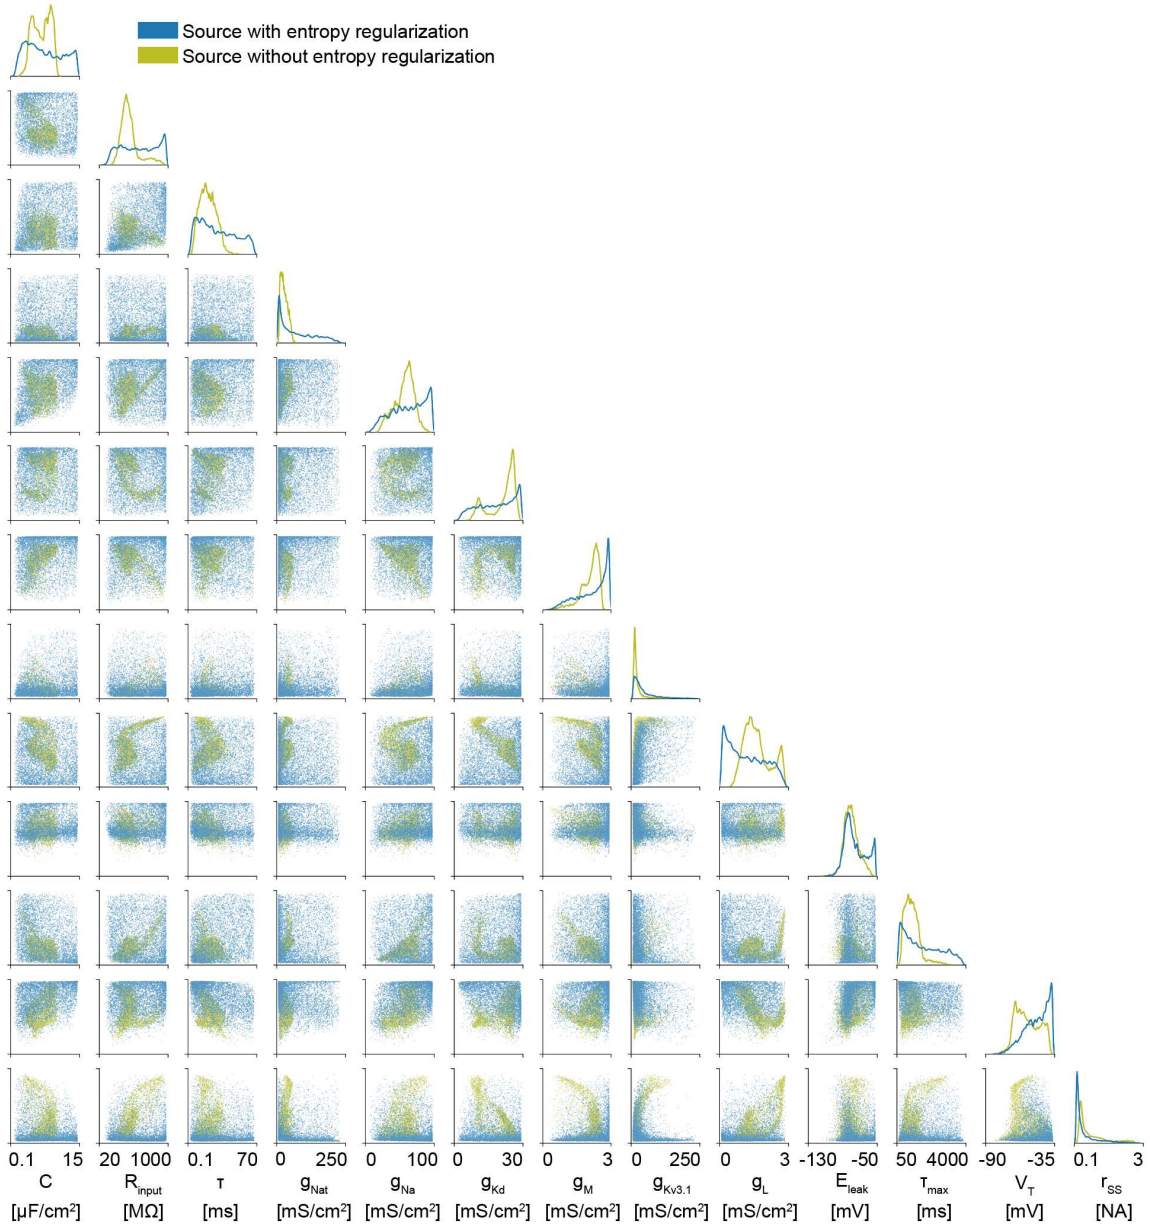 Source with entropy regularization
Source without entropy regularization
0.1 15 20 1000 0.1 70 0 250 0 100 0 30 0 3 0 250 0 3 -130 -50 50 4000 -90 -35 0.1 3
C R_input τ g_Nat g_Na g_Kd g_M g_Kv3.1 g_L E_leak τ_max V_T r_SS
[µF/cm²] [MΩ] [ms] [mS/cm²] [mS/cm²] [mS/cm²] [mS/cm²] [mS/cm²] [mS/cm²] [mV] [ms] [mV] [NA]